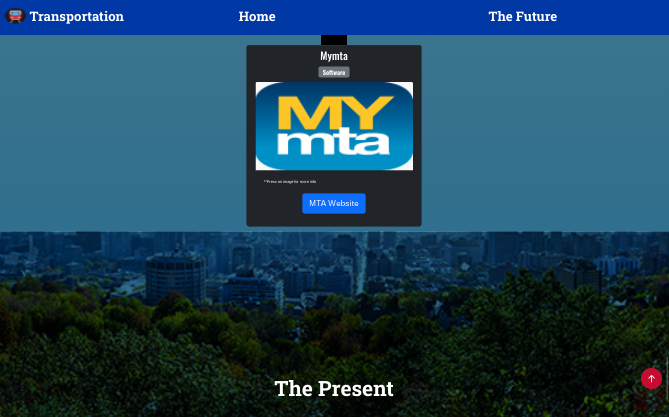 Transportation Home The Future
Mymta
Software
MY
mta
**Press an image for more info
MTA Website
The Present